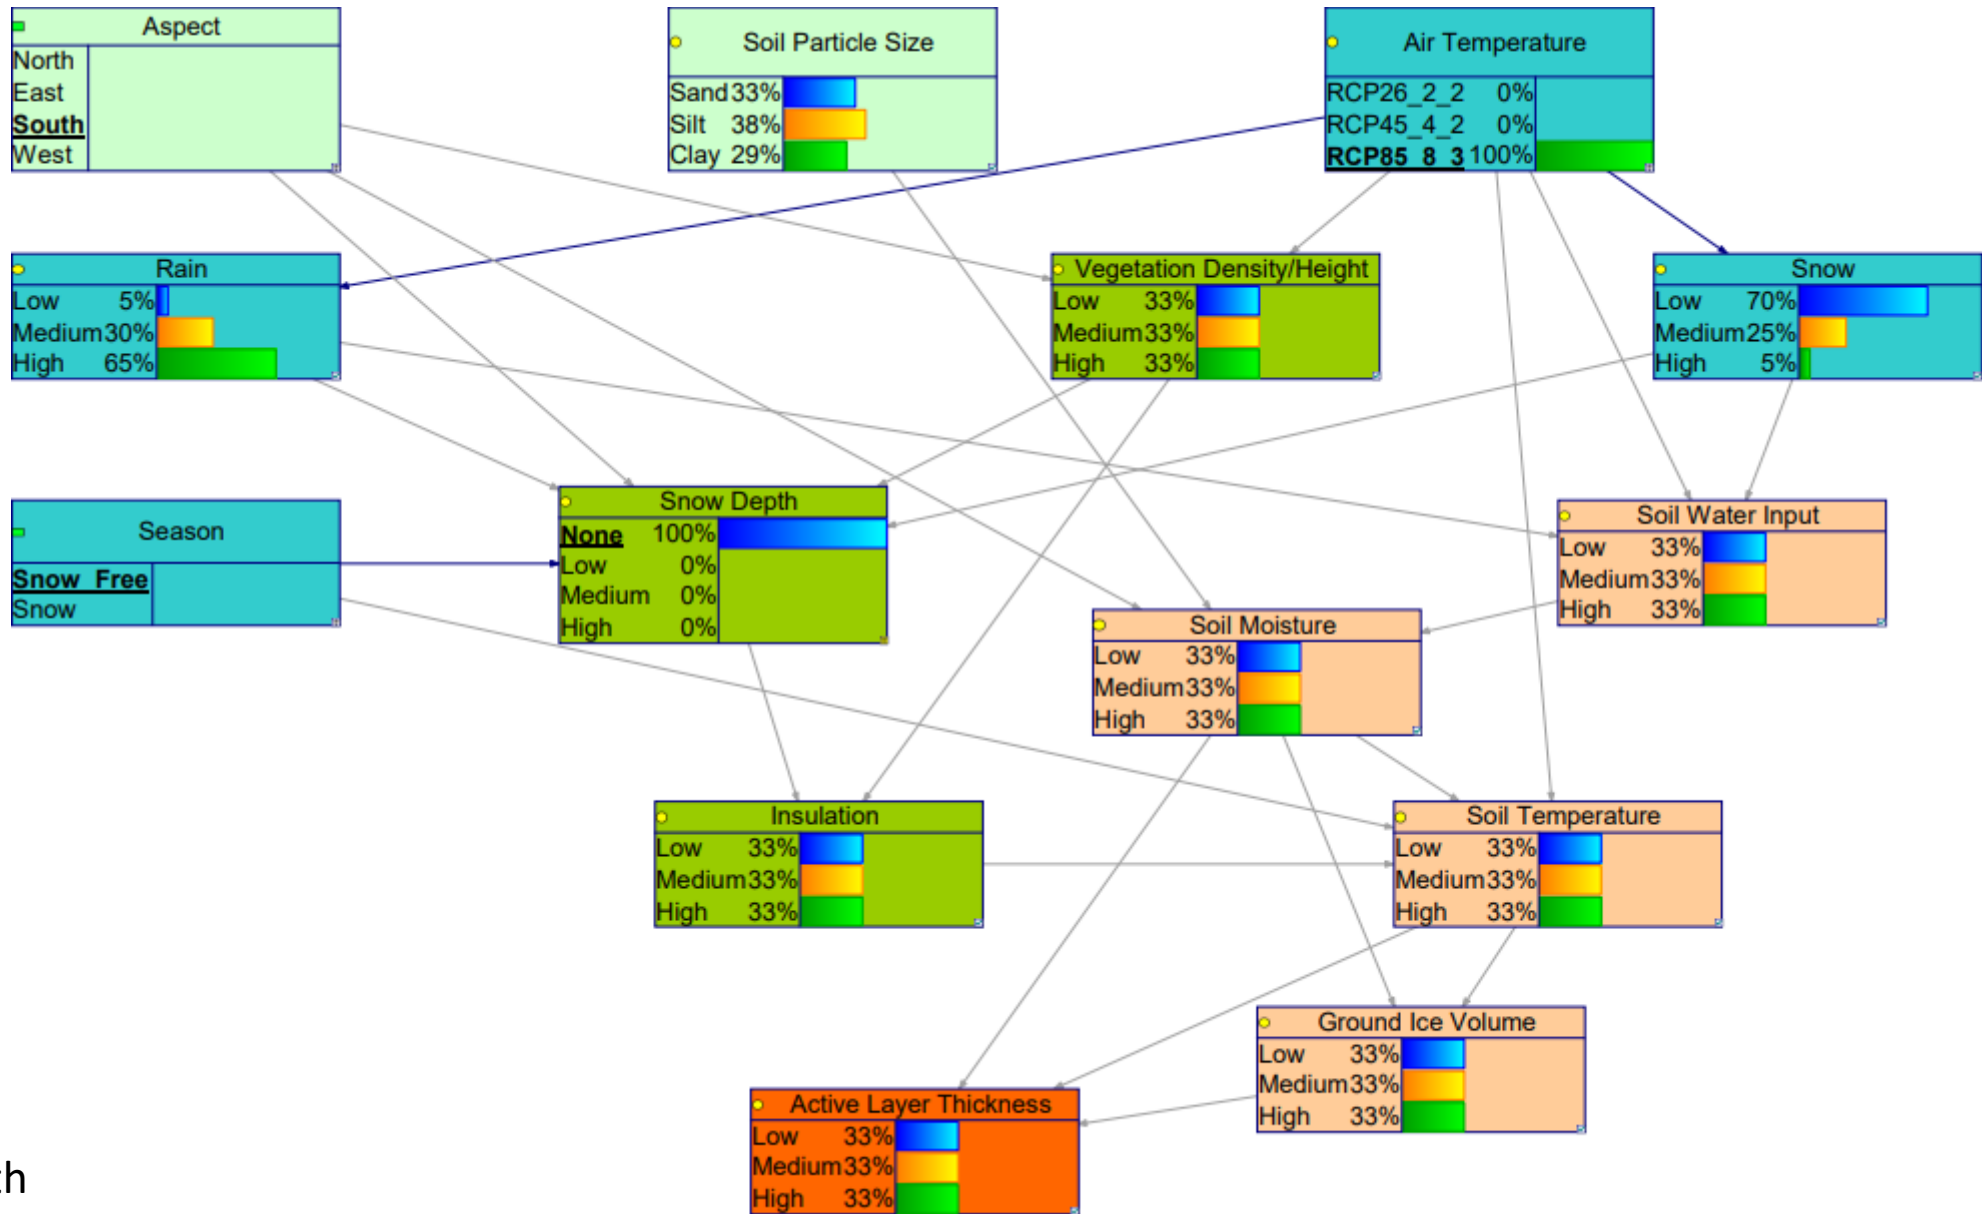 Aspect
North
East
South
West
Soil Particle Size
Sand 33%
Silt 38%
Clay 29%
Air Temperature
RCP26_2_2 0%
RCP45_4_2 0%
RCP85_8_3 100%
Rain
Low 5%
Medium 30%
High 65%
Vegetation Density/Height
Low 33%
Medium 33%
High 33%
Snow
Low 70%
Medium 25%
High 5%
Season
Snow_Free
Snow
Snow Depth
None 100%
Low 0%
Medium 0%
High 0%
Soil Water Input
Low 33%
Medium 33%
High 33%
Soil Moisture
Low 33%
Medium 33%
High 33%
Insulation
Low 33%
Medium 33%
High 33%
Soil Temperature
Low 33%
Medium 33%
High 33%
Ground Ice Volume
Low 33%
Medium 33%
High 33%
Active Layer Thickness
Low 33%
Medium 33%
High 33%